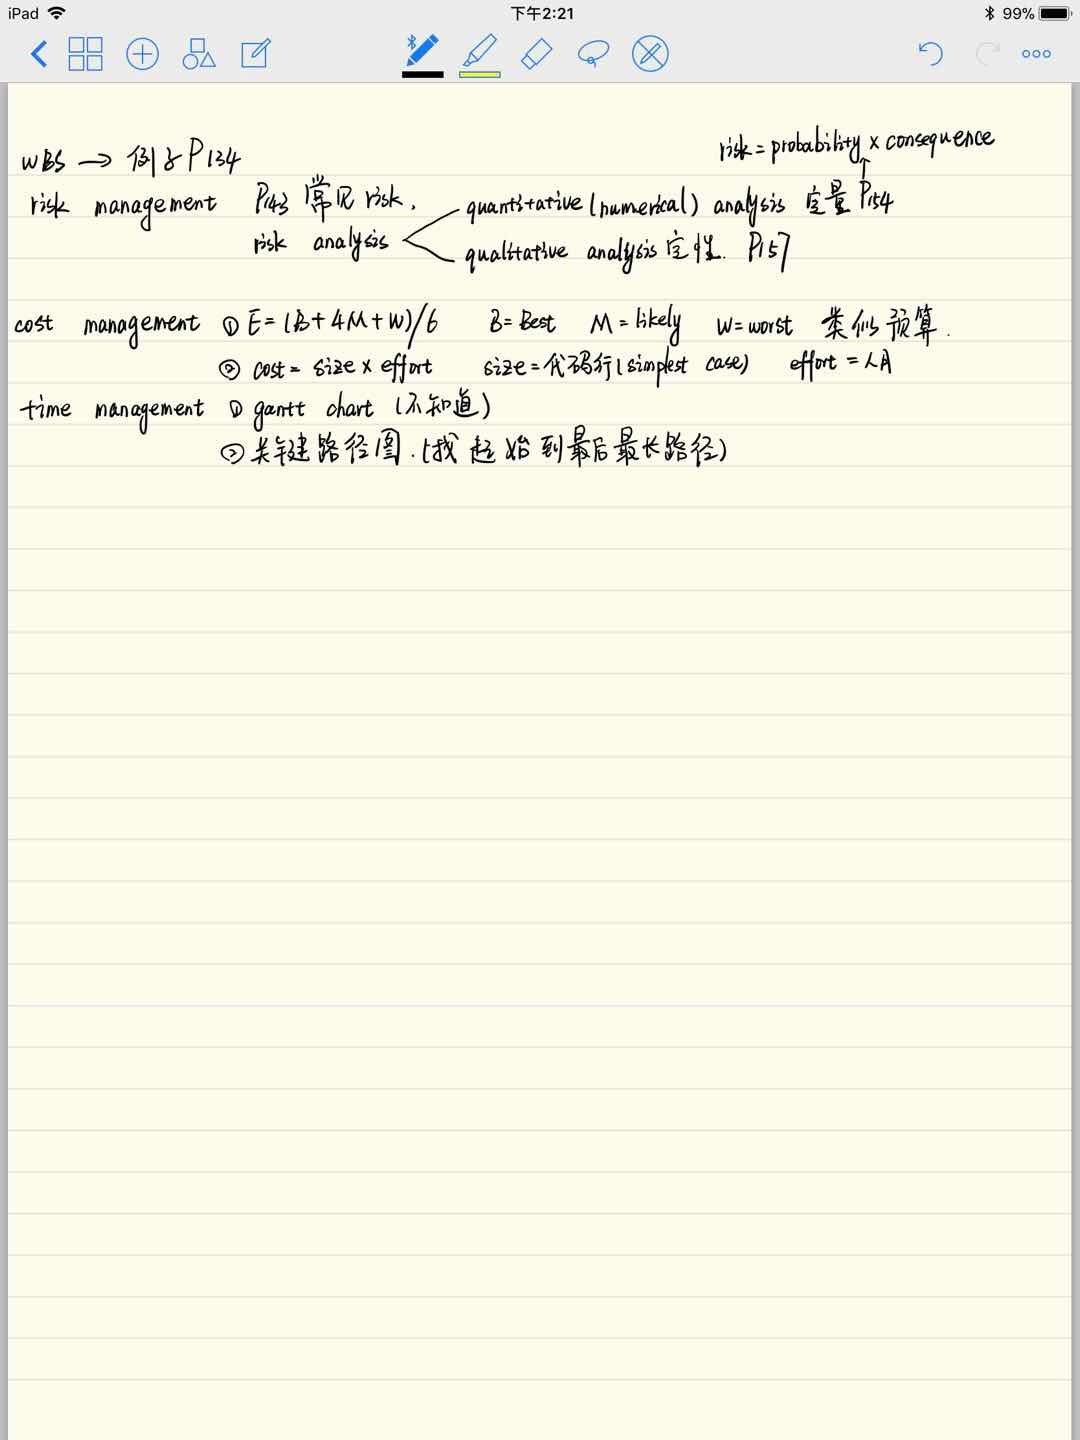 iPad 下午2:21 99%
risk = probability × consequence
WBS → 例子 P134
risk management P143 常见 risk. quantitative (numerical) analysis 定量 P154
risk analysis qualitative analysis 定性. P157
cost management ① E = (B + 4M + W)/6 B = Best M = likely W = worst 类似预算.
② cost = size × effort size = 代码行 (simplest case) effort = 人月
time management ① gantt chart (不知道)
② 关键路径图. (找起始到最后最长路径)